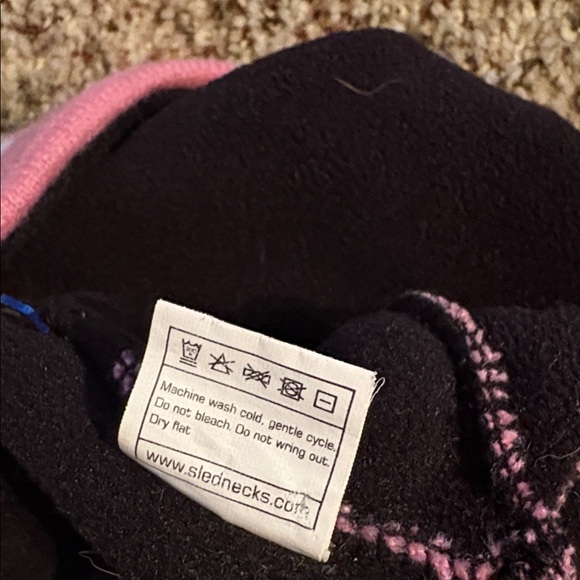 Machine wash cold, gentle cycle.
Do not bleach. Do not wring out.
Dry flat
www.slednecks.com